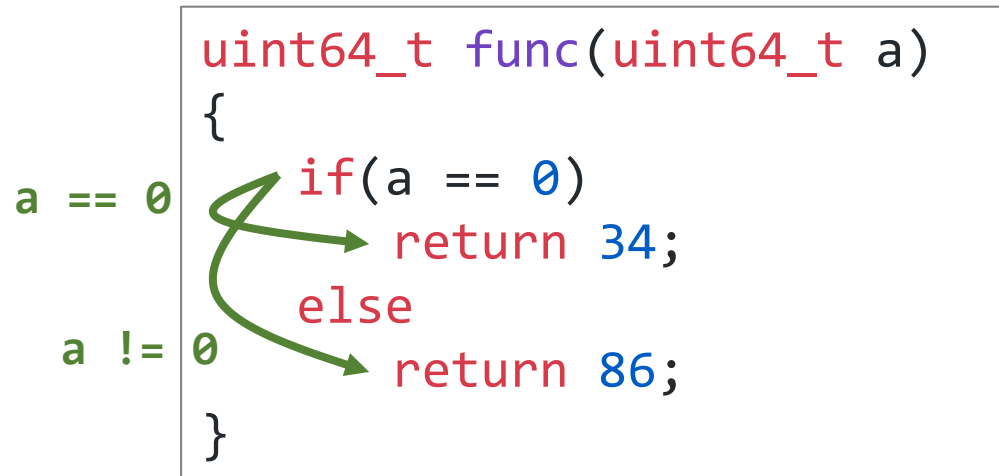 uint64_t func(uint64_t a)
{
if(a == 0)
a == 0
return 34;
else
a != 0
return 86;
}